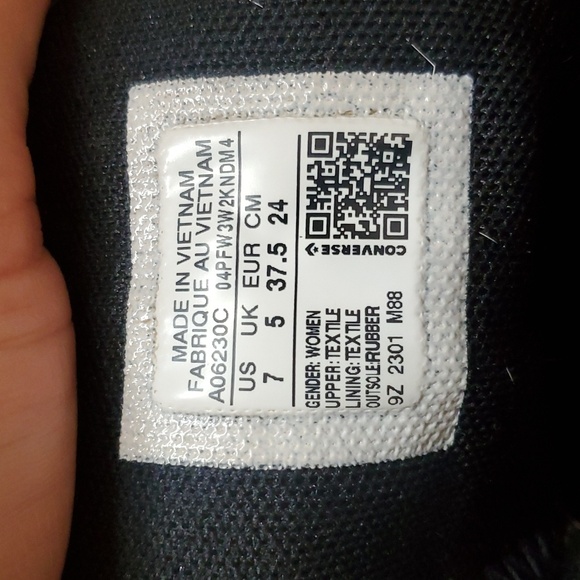 MADE IN VIETNAM
FABRIQUE AU VIETNAM
A06230C 04PFW3W2KNDM4
US UK EUR CM
7 5 37.5 24
CONVERSE
GENDER: WOMEN
UPPER: TEXTILE
LINING: TEXTILE
OUTSOLE:RUBBER
9Z 2301 M88